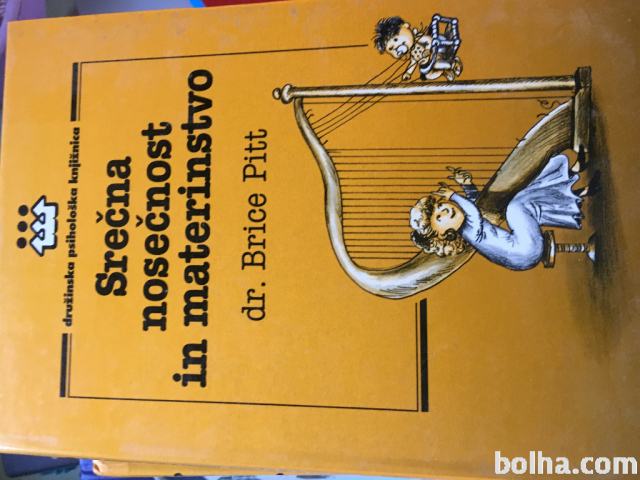 družinska psihološka knjižnica
Srečna
nosečnost
in materinstvo
dr. Brice Pitt
bolha.com